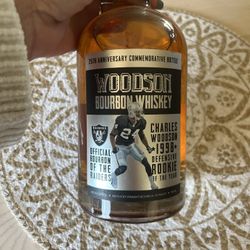 25TH ANNIVERSARY COMMEMORATIVE BOTTLE
WOODSON
BOURBON WHISKEY
OFFICIAL
BOURBON
OF THE
RAIDERS
24
CHARLES
WOODSON
1998
DEFENSIVE
ROOKIE
OF THE YEAR